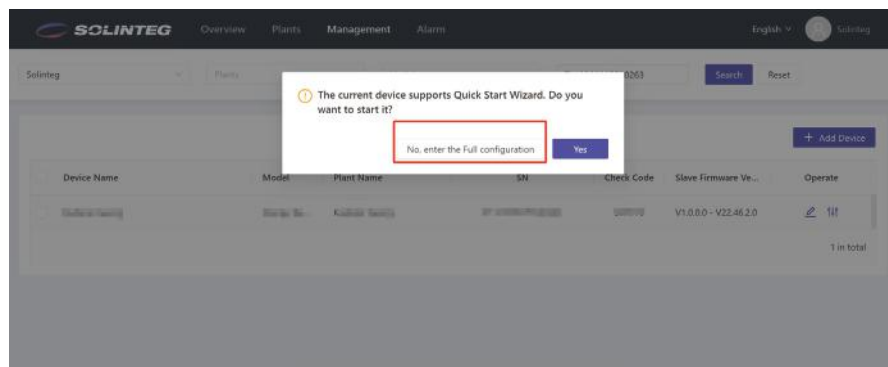 SOLINTEG Overview Plants Management Alarm English Solinteg
Solinteg Plants 0263 Search Reset
The current device supports Quick Start Wizard. Do you
want to start it?
No, enter the Full configuration Yes
+ Add Device
Device Name Model Plant Name SN Check Code Slave Firmware Ve... Operate
V1.0.0.0 - V22.46.2.0
1 in total